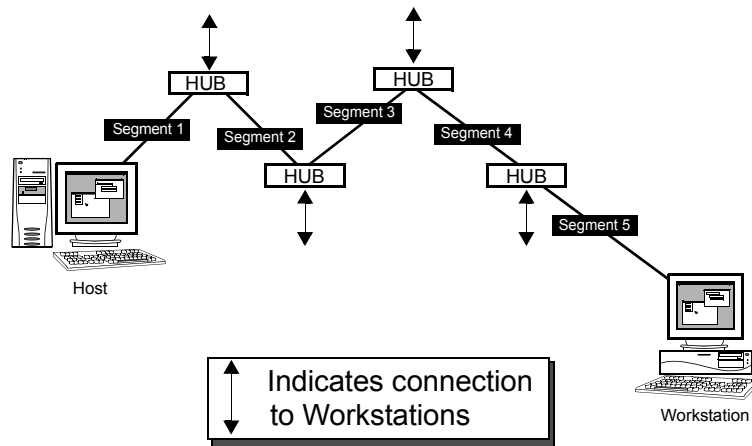 HUB
HUB
Segment 1
Segment 2
Segment 3
Segment 4
HUB
HUB
Segment 5
Host
Workstation
Indicates connection
to Workstations